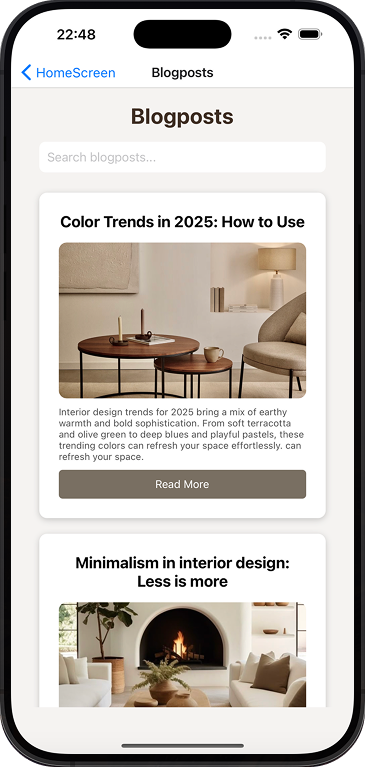 22:48
HomeScreen Blogposts
Blogposts
Search blogposts...
Color Trends in 2025: How to Use
Interior design trends for 2025 bring a mix of earthy
warmth and bold sophistication. From soft terracotta
and olive green to deep blues and playful pastels, these
trending colors can refresh your space effortlessly. can
refresh your space.
Read More
Minimalism in interior design:
Less is more